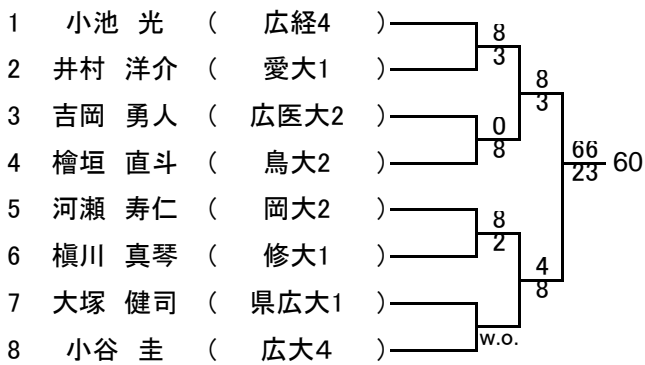 1 小池 光 ( 広経4 )
8
3
2 井村 洋介 ( 愛大1 )
8
3
3 吉岡 勇人 ( 広医大2 )
0
8
4 檜垣 直斗 ( 鳥大2 )
66
23 60
5 河瀬 寿仁 ( 岡大2 )
8
2
6 槇川 真琴 ( 修大1 )
4
8
7 大塚 健司 ( 県広大1 )
w.o.
8 小谷 圭 ( 広大4 )